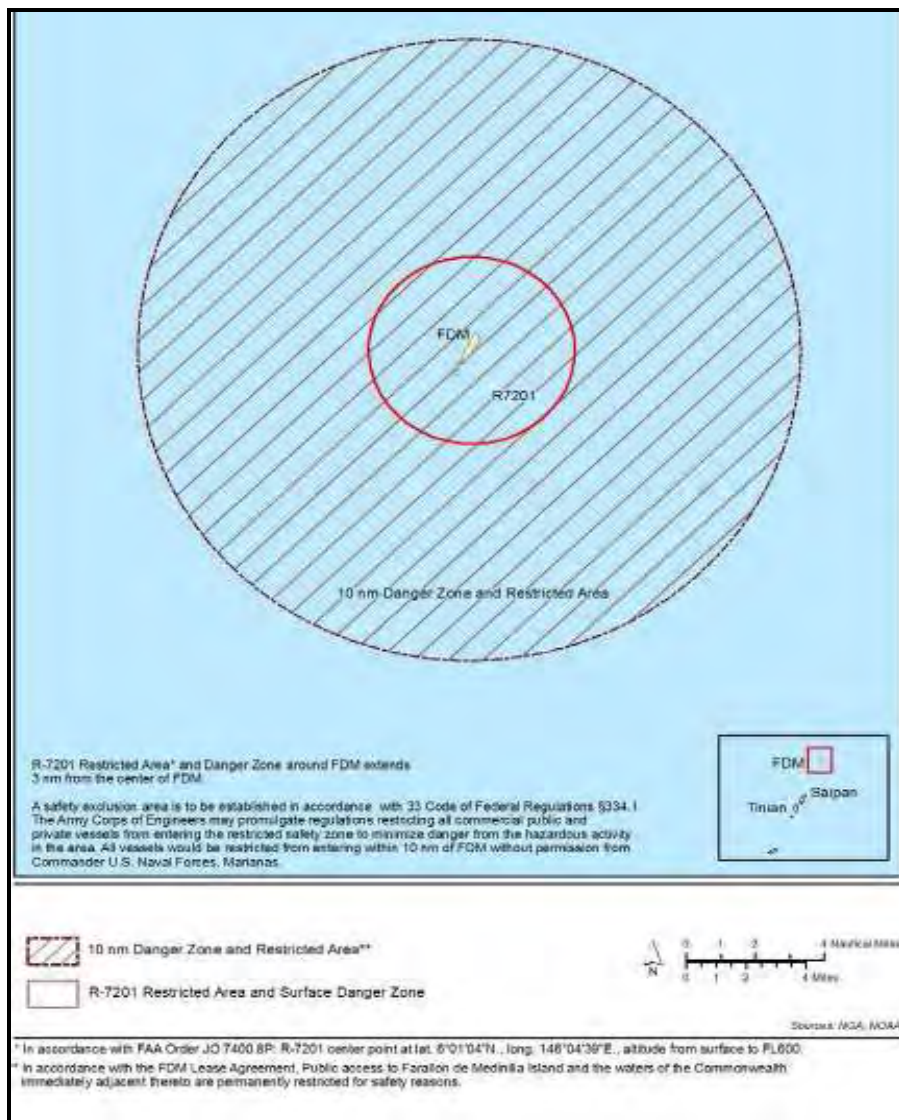 FDM
R7201
10 nm Danger Zone and Restricted Area
R-7201 Restricted Area* and Danger Zone around FDM extends
3 nm from the center of FDM.
A safety exclusion area is to be established in accordance with 33 Code of Federal Regulations §334.1
The Army Corps of Engineers may promulgate regulations restricting all commercial public and
private vessels from entering the restricted safety zone to minimize danger from the hazardous activity
in the area. All vessels would be restricted from entering within 10 nm of FDM without permission from
Commander U.S. Naval Forces, Marianas.
FDM
Saipan
Tinian
10 nm Danger Zone and Restricted Area**
R-7201 Restricted Area and Surface Danger Zone
N
0 1 2 4 Nautical Miles
0 1 2 4 Miles
Sources: NGA, NOAA
* In accordance with FAA Order JO 7400.8P: R-7201 center point at lat. 6°01'04"N., long. 146°04'39"E., altitude from surface to FL600.
** In accordance with the FDM Lease Agreement, Public access to Farallon de Medinilla Island and the waters of the Commonwealth
immediately adjacent thereto are permanently restricted for safety reasons.